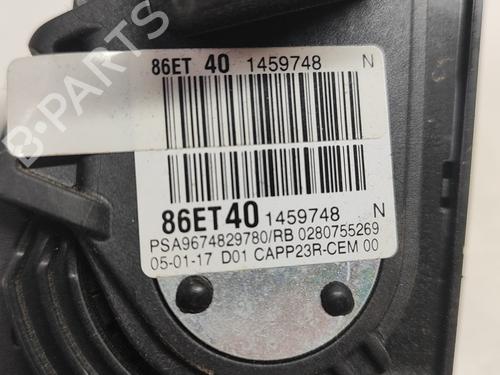 B-PARTS
86ET 40 1459748 N
86ET40 1459748 N
PSA9674829780/RB 0280755269
05-01-17 D01 CAPP23R-CEM 00